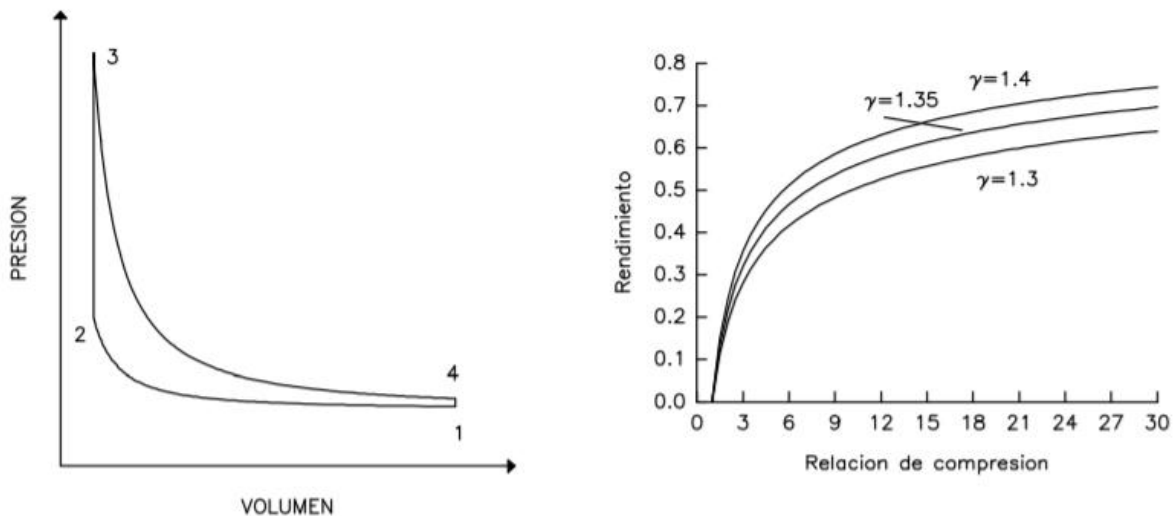 3
2
4
1
PRESION
VOLUMEN
0.8
0.7
0.6
0.5
0.4
0.3
0.2
0.1
0.0
γ=1.4
γ=1.35
γ=1.3
Rendimiento
0 3 6 9 12 15 18 21 24 27 30
Relacion de compresion